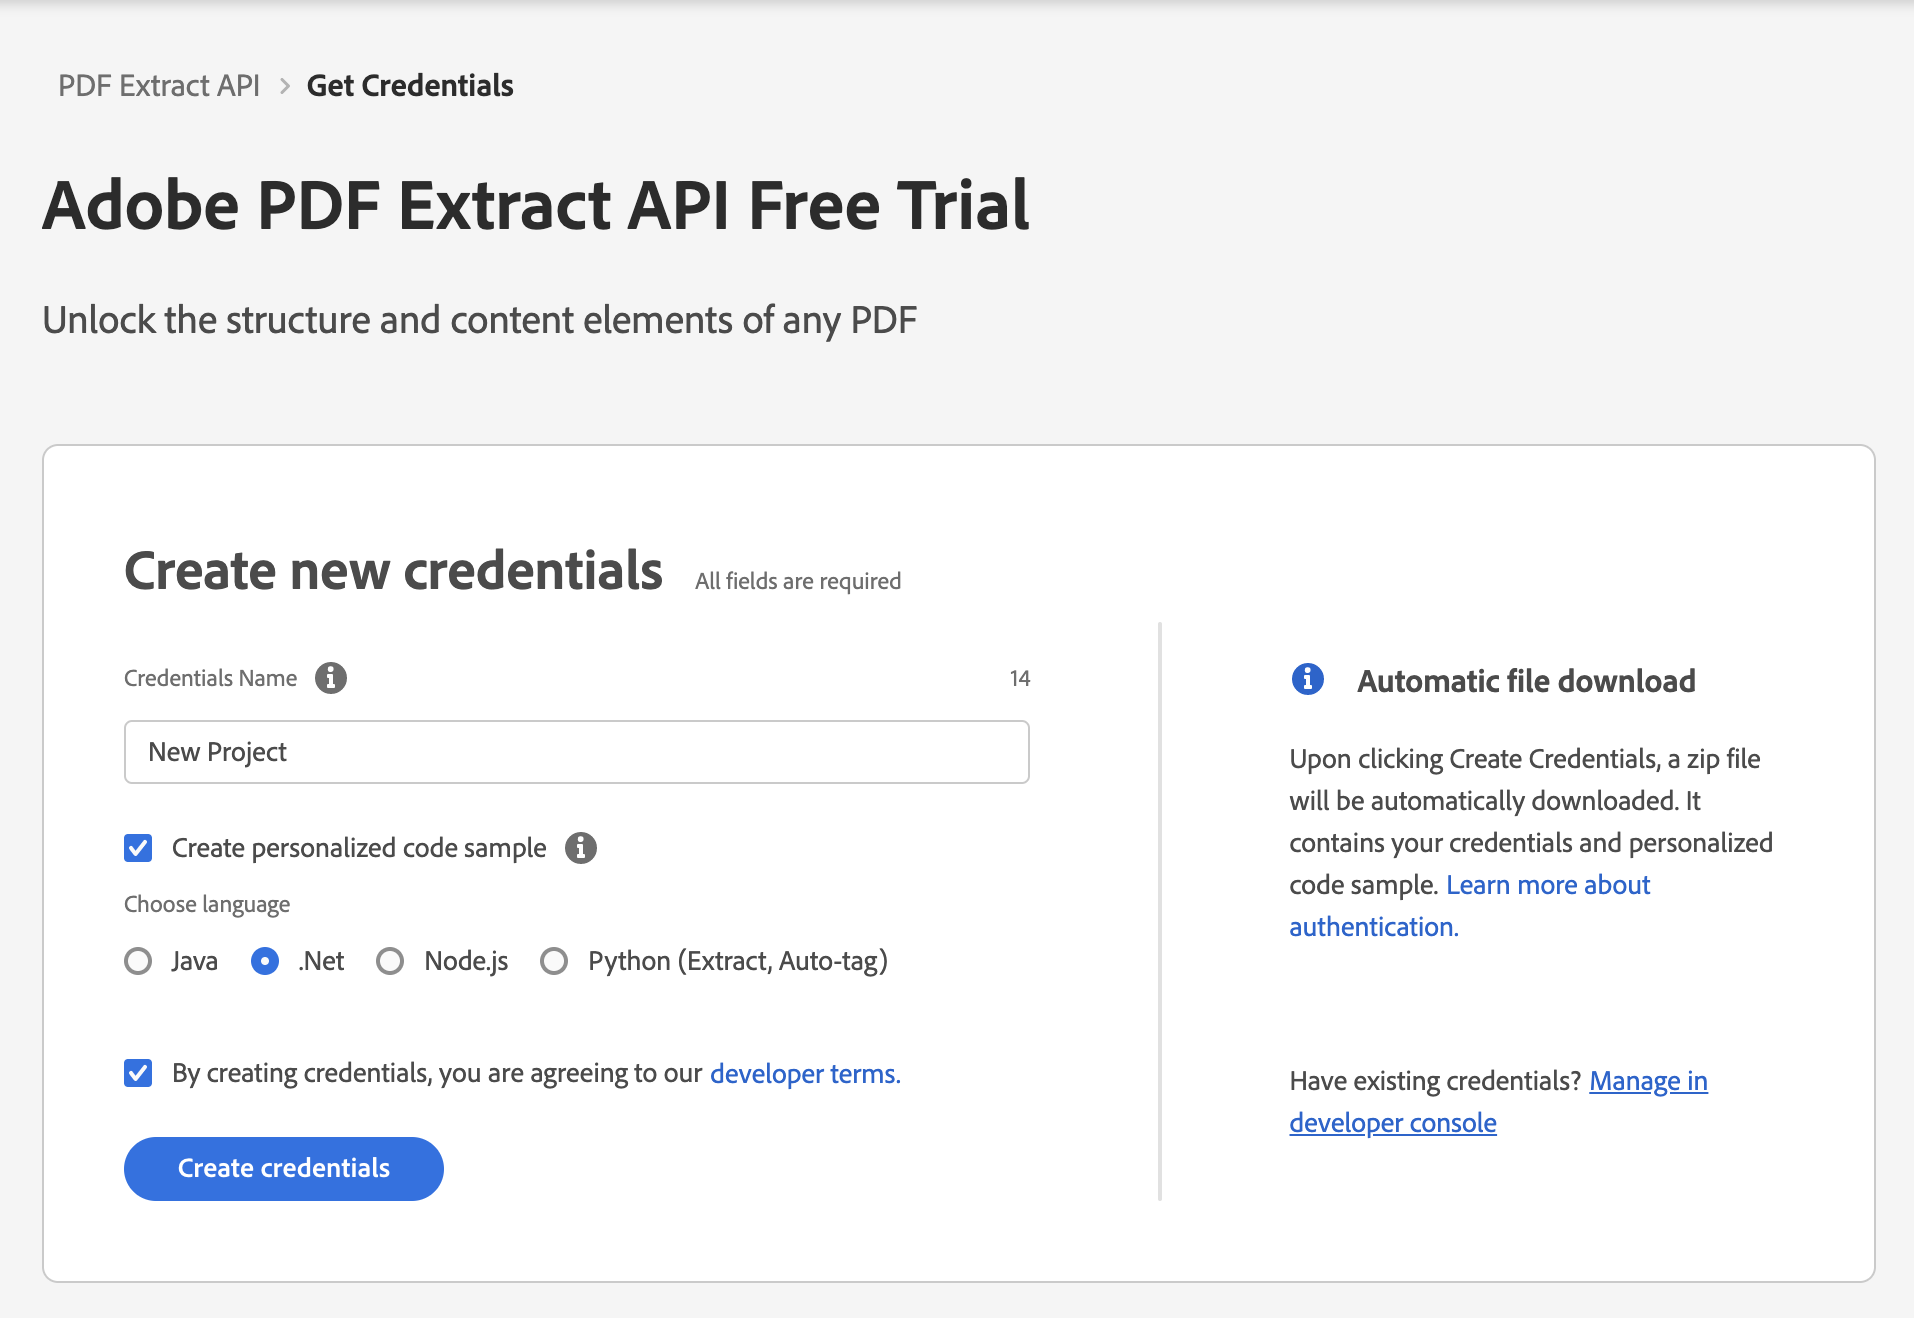 PDF Extract API > Get Credentials
Adobe PDF Extract API Free Trial
Unlock the structure and content elements of any PDF
Create new credentials All fields are required
Credentials Name 14
New Project
Create personalized code sample
Choose language
Java .Net Node.js Python (Extract, Auto-tag)
By creating credentials, you are agreeing to our developer terms.
Create credentials
Automatic file download
Upon clicking Create Credentials, a zip file
will be automatically downloaded. It
contains your credentials and personalized
code sample. Learn more about
authentication.
Have existing credentials? Manage in
developer console